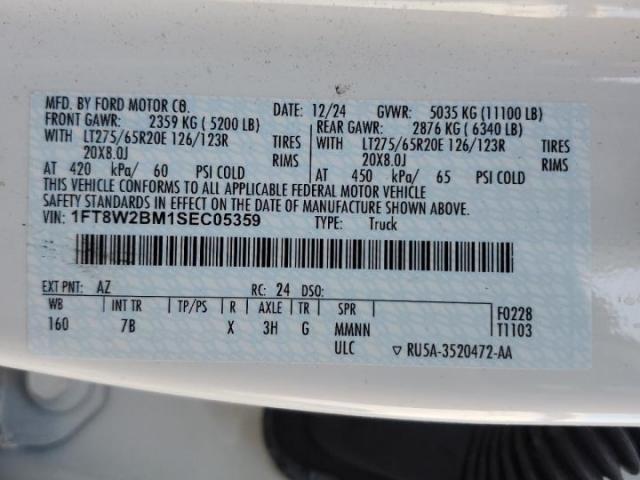 MFD. BY FORD MOTOR CO. DATE: 12/24 GVWR: 5035 KG (11100 LB)
FRONT GAWR: 2359 KG ( 5200 LB) REAR GAWR: 2876 KG ( 6340 LB)
WITH LT275/65R20E 126/123R TIRES WITH LT275/65R20E 126/123R TIRES
20X8.0J RIMS 20X8.0J RIMS
AT 420 kPa/ 60 PSI COLD AT 450 kPa/ 65 PSI COLD
THIS VEHICLE CONFORMS TO ALL APPLICABLE FEDERAL MOTOR VEHICLE
SAFETY STANDARDS IN EFFECT ON THE DATE OF MANUFACTURE SHOWN ABOVE.
VIN: 1FT8W2BM1SEC05359 TYPE: Truck
EXT PNT: AZ RC: 24 DSO:
WB INT TR TP/PS R AXLE TR SPR F0228
160 7B X 3H G MMNN T1103
ULC ▽ RU5A-3520472-AA